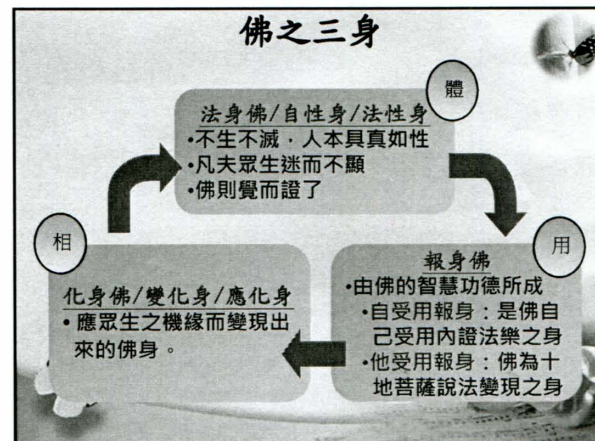 佛之三身
體
法身佛/自性身/法性身
•不生不滅，人本具真如性
•凡夫眾生迷而不顯
•佛則覺而證了
相
用
化身佛/變化身/應化身
• 應眾生之機緣而變現出
來的佛身。
報身佛
•由佛的智慧功德所成
•自受用報身：是佛自
己受用內證法樂之身
•他受用報身：佛為十
地菩薩說法變現之身